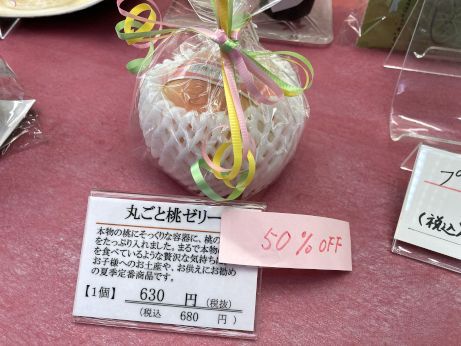 丸ごと桃ゼリー
本物の桃にそっくりな容器に、桃の
をたっぷり入れました。まるで本物
を食べているような贅沢な気持ちに
お子様へのお土産や、お供えにお勧め
の夏季定番商品です。
【1個】 630 円 (税抜)
(税込 680 円)
50% OFF
(税込)